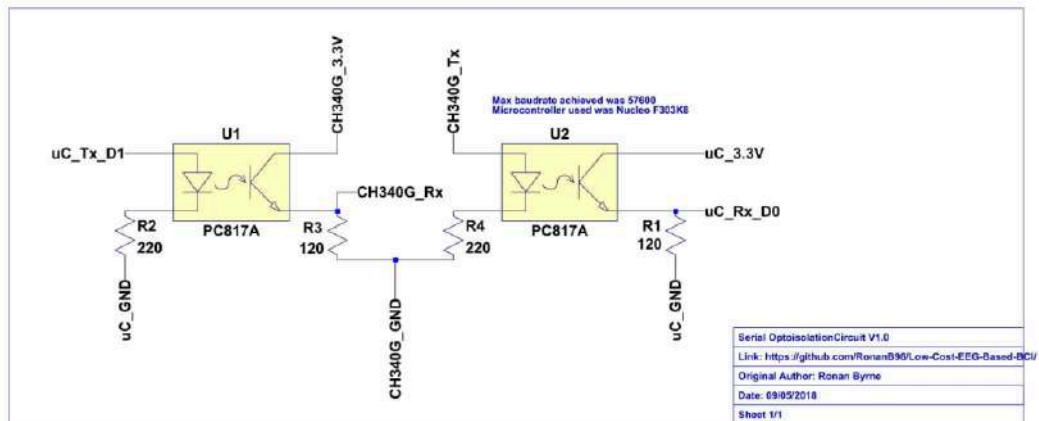 CH340G_3.3V
CH340G_Tx
Max baudrate achieved was 57600
Microcontroller used was Nucleo F303K8
U1
U2
uC_Tx_D1
uC_3.3V
CH340G_Rx
uC_Rx_D0
R2
220
PC817A
R3
120
R4
220
PC817A
R1
120
uC_GND
CH340G_GND
uC_GND
Serial OptoisolationCircuit V1.0
Link: https://github.com/RonanB96/Low-Cost-EEG-Based-BCI/
Original Author: Ronan Byrne
Date: 09/05/2018
Sheet 1/1